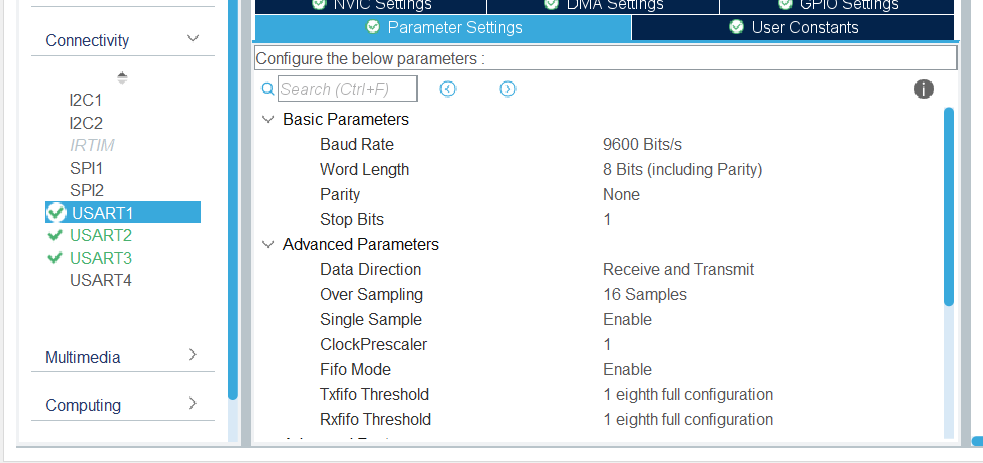 Connectivity
I2C1
I2C2
IRTIM
SPI1
SPI2
USART1
USART2
USART3
USART4
Multimedia
Computing
NVIC Settings
DMA Settings
GPIO Settings
Parameter Settings
User Constants
Configure the below parameters :
Search (Ctrl+F)
Basic Parameters
Baud Rate 9600 Bits/s
Word Length 8 Bits (including Parity)
Parity None
Stop Bits 1
Advanced Parameters
Data Direction Receive and Transmit
Over Sampling 16 Samples
Single Sample Enable
ClockPrescaler 1
Fifo Mode Enable
Txfifo Threshold 1 eighth full configuration
Rxfifo Threshold 1 eighth full configuration